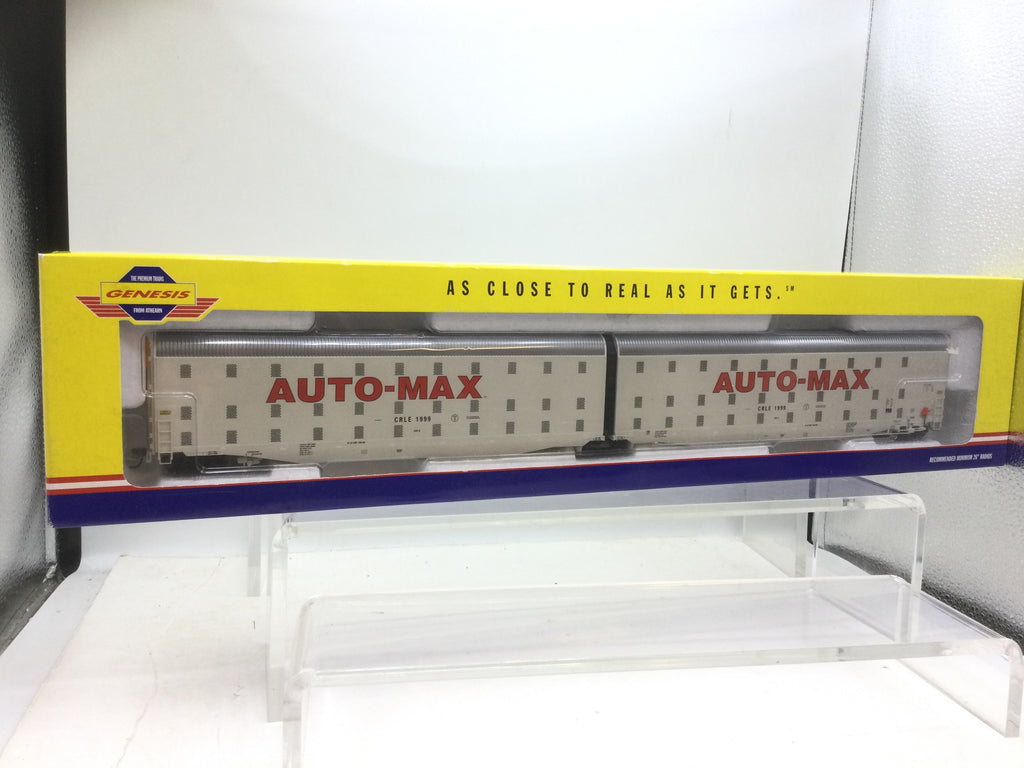 THE PREMIUM TRAINS
GENESIS
FROM ATHEARN
AS CLOSE TO REAL AS IT GETS.℠
AUTO-MAX
CRLE 1999
AUTO-MAX
CRLE 1999
RECOMMENDED MINIMUM 26" RADIUS